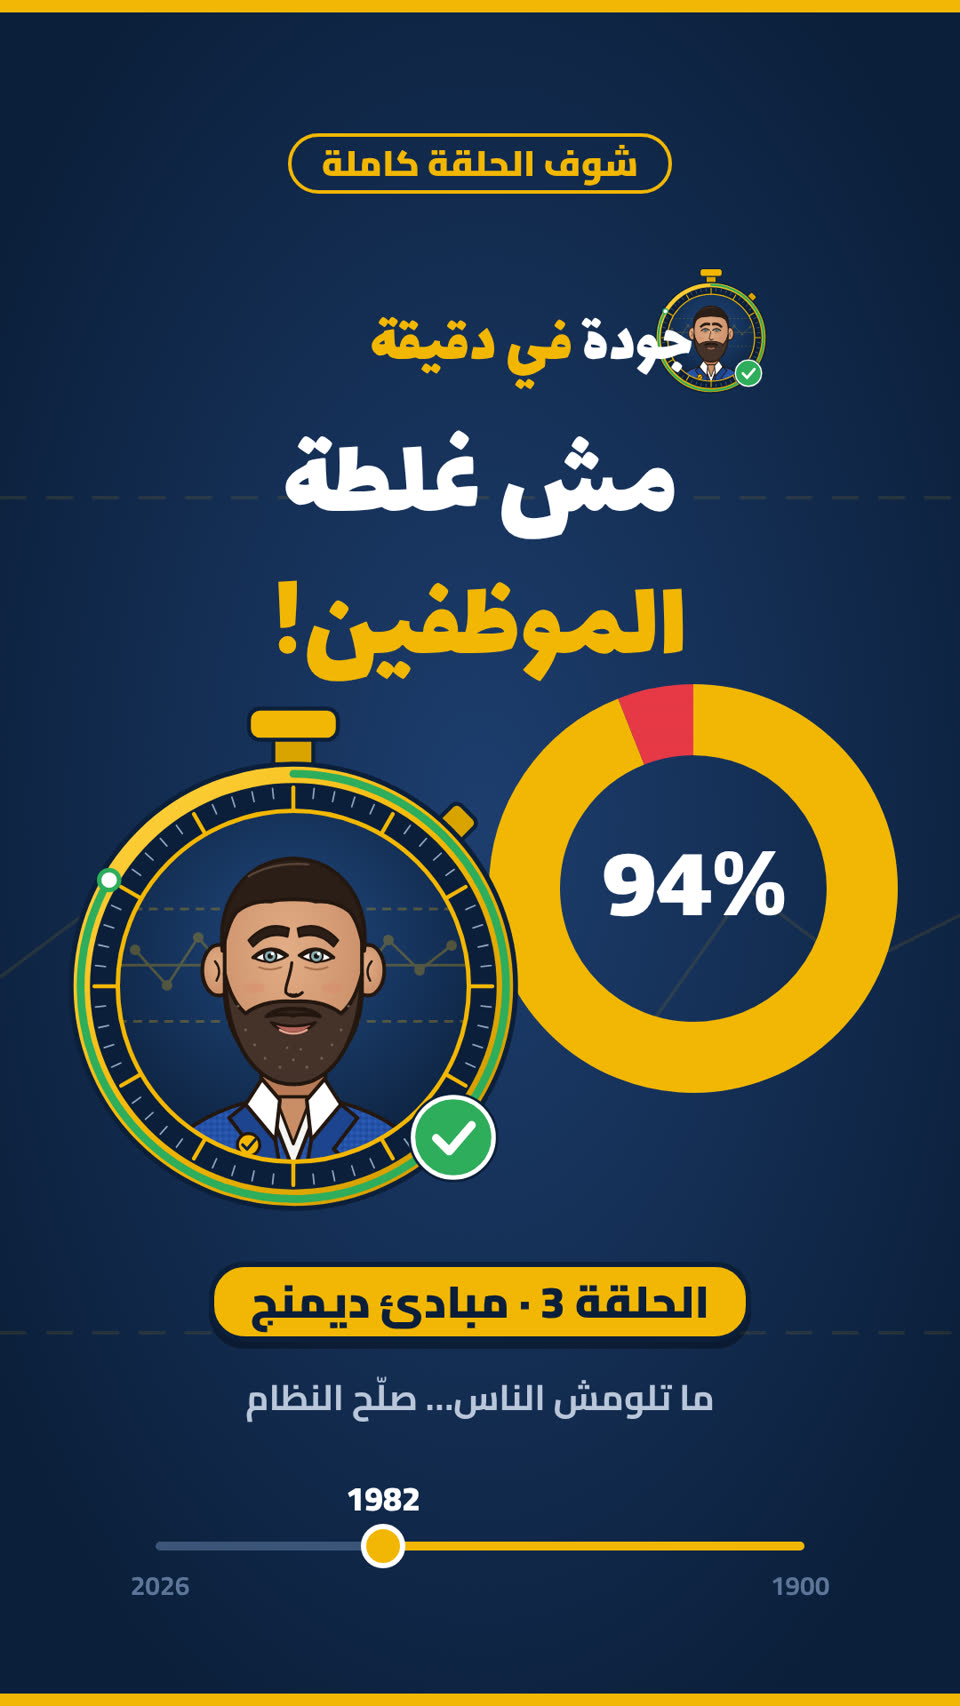 شوف الحلقة كاملة
جودة في دقيقة
مش غلطة
الموظفين!
94%
الحلقة 3 · مبادئ ديمنج
ما تلومش الناس... صلّح النظام
1982
1900
2026